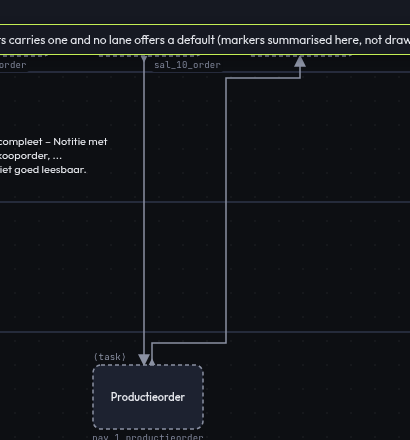 rs carries one and no lane offers a default (markers summarised here, not draw
order
sal_10_order
compleet – Notitie met
kooporder, ...
iet goed leesbaar.
(task)
Productieorder
pay_1_productieorder